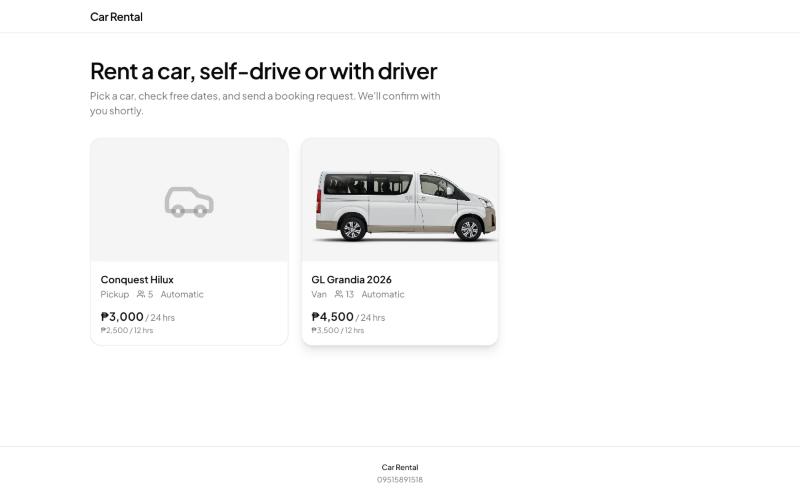 Car Rental
Rent a car, self-drive or with driver
Pick a car, check free dates, and send a booking request. We'll confirm with
you shortly.
Conquest Hilux
Pickup 5 Automatic
₱3,000 / 24 hrs
₱2,500 / 12 hrs
GL Grandia 2026
Van 13 Automatic
₱4,500 / 24 hrs
₱3,500 / 12 hrs
Car Rental
09515891518